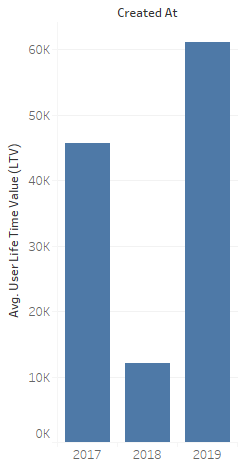 Created At
Avg. User Life Time Value (LTV)
60K
50K
40K
30K
20K
10K
0K
2017 2018 2019